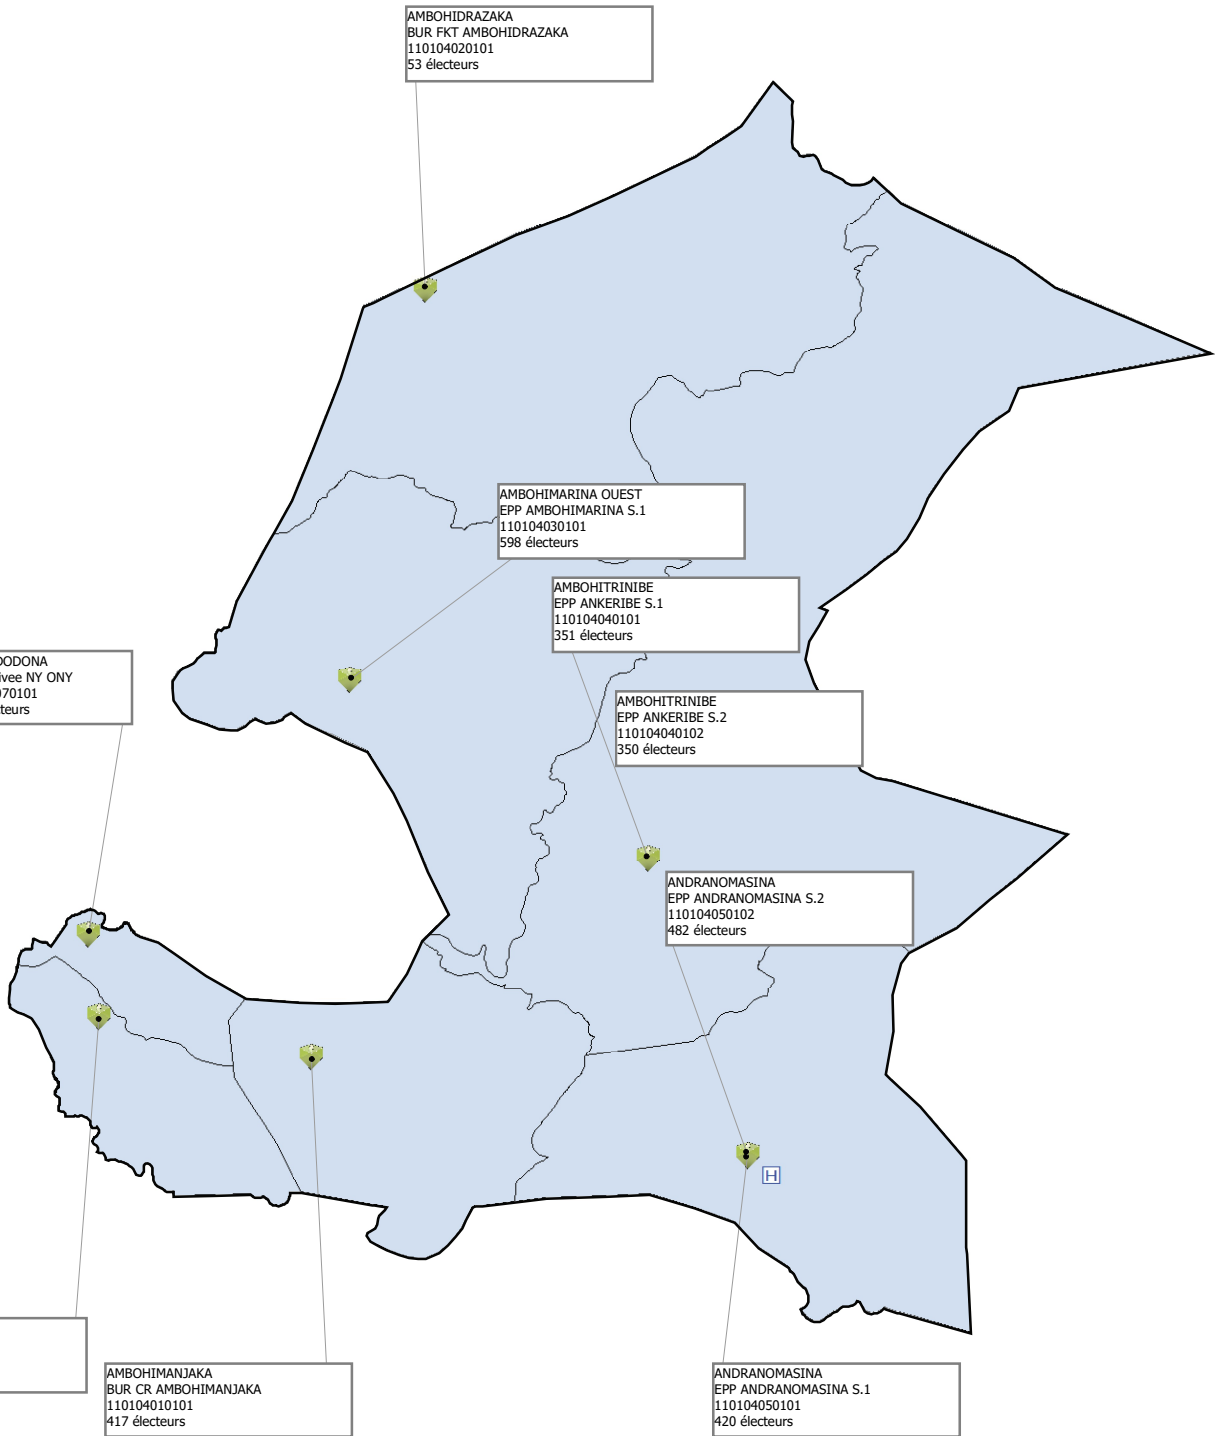 AMBOHIDRAZAKA
BUR FKT AMBOHIDRAZAKA
110104020101
53 électeurs
AMBOHIMARINA OUEST
EPP AMBOHIMARINA S.1
110104030101
598 électeurs
AMBOHITRINIBE
EPP ANKERIBE S.1
110104040101
351 électeurs
NY ONY
AMBOHITRINIBE
EPP ANKERIBE S.2
110104040102
350 électeurs
ANDRANOMASINA
EPP ANDRANOMASINA S.2
110104050102
482 électeurs
H
AMBOHIMANJAKA
BUR CR AMBOHIMANJAKA
110104010101
417 électeurs
ANDRANOMASINA
EPP ANDRANOMASINA S.1
110104050101
420 électeurs